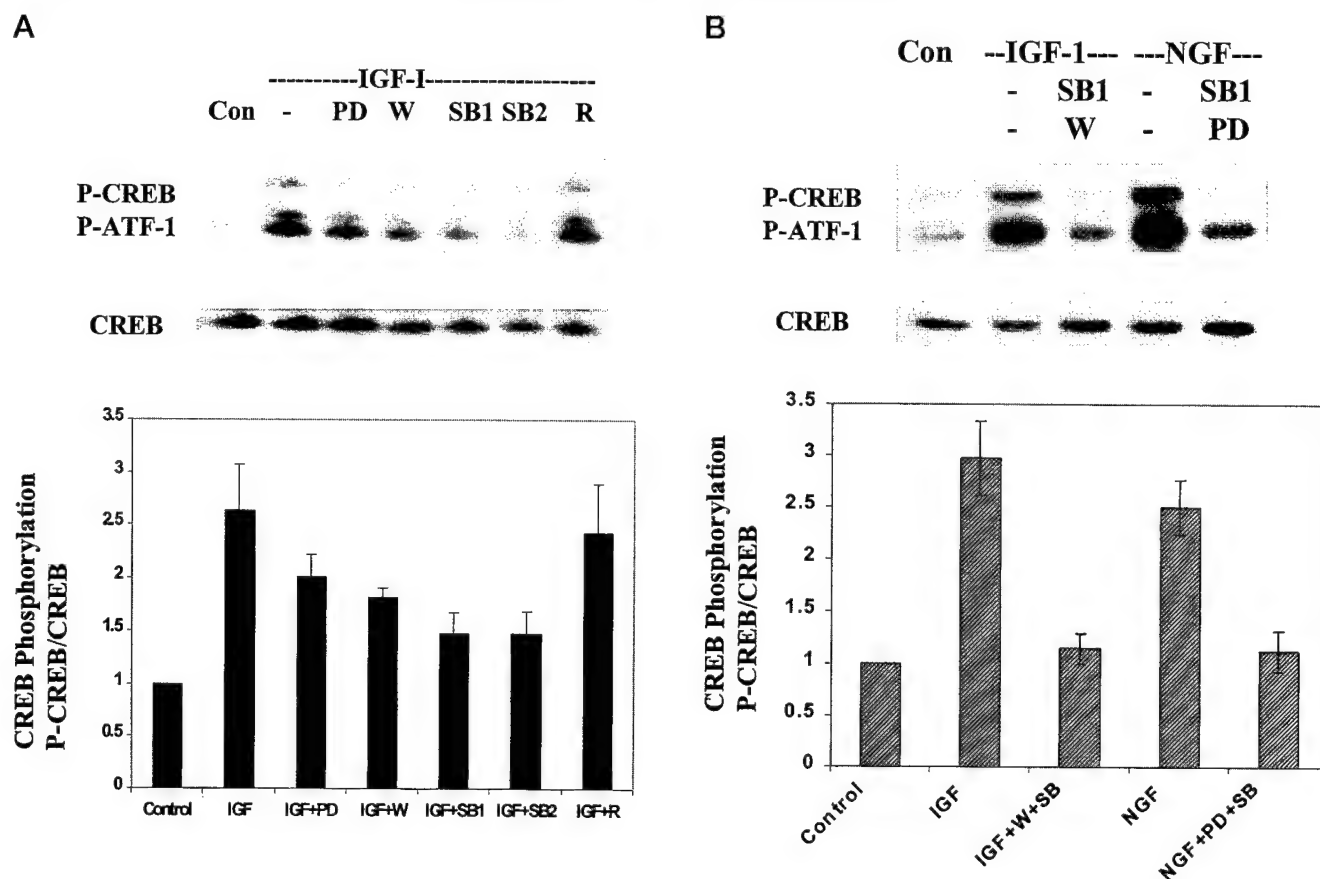 A
----------IGF-I------------------
Con - PD W SB1 SB2 R
P-CREB
P-ATF-1
CREB
CREB Phosphorylation
P-CREB/CREB
3.5
3
2.5
2
1.5
1
0.5
0
Control IGF IGF+PD IGF+W IGF+SB1 IGF+SB2 IGF+R
B
Con --IGF-1--- ---NGF---
- SB1 - SB1
- W - PD
P-CREB
P-ATF-1
CREB
CREB Phosphorylation
P-CREB/CREB
3.5
3
2.5
2
1.5
1
0.5
0
Control IGF IGF+W+SB NGF NGF+PD+SB